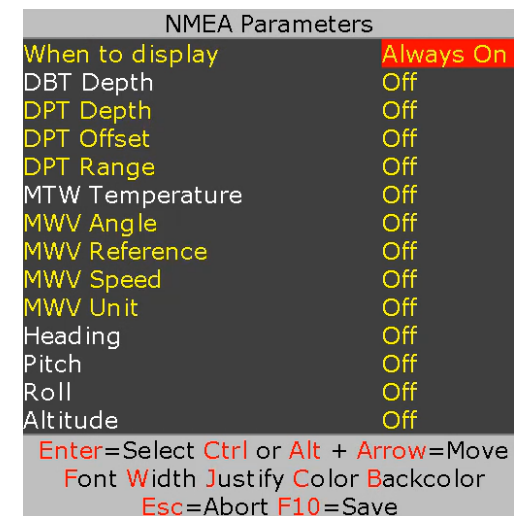 NMEA Parameters
When to display Always On
DBT Depth Off
DPT Depth Off
DPT Offset Off
DPT Range Off
MTW Temperature Off
MWV Angle Off
MWV Reference Off
MWV Speed Off
MWV Unit Off
Heading Off
Pitch Off
Roll Off
Altitude Off
Enter=Select Ctrl or Alt + Arrow=Move
Font Width Justify Color Backcolor
Esc=Abort F10=Save